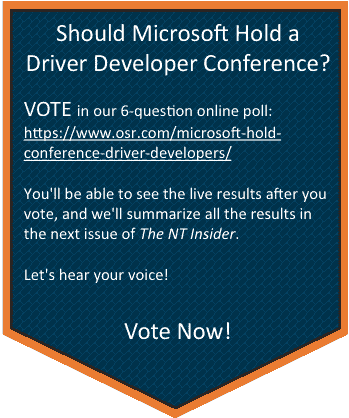 Should Microsoft Hold a
Driver Developer Conference?
VOTE in our 6-question online poll:
https://www.osr.com/microsoft-hold-
conference-driver-developers/
You'll be able to see the live results after you
vote, and we'll summarize all the results in
the next issue of The NT Insider.
Let's hear your voice!
Vote Now!